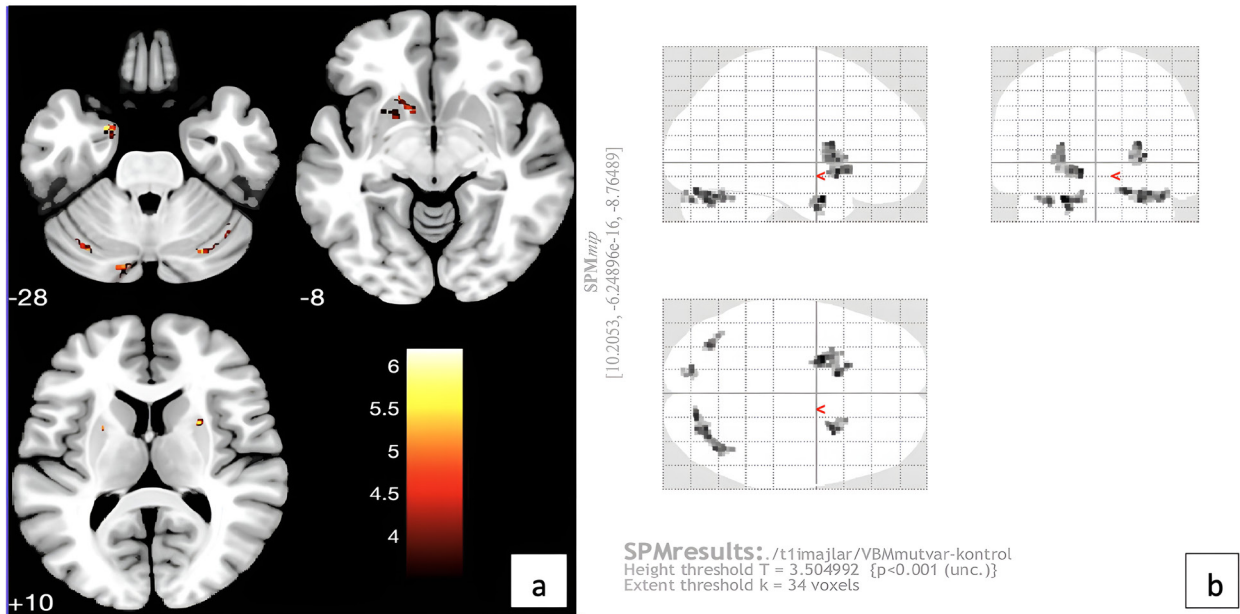 -28
-8
+10
6
5.5
5
4.5
4
a
SPMmip
[10.2053, -6.24896e-16, -8.76489]
<
<
<
SPMresults: ./t1imajlar/VBMmutvar-kontrol
Height threshold T = 3.504992 {p<0.001 (unc.)}
Extent threshold k = 34 voxels
b